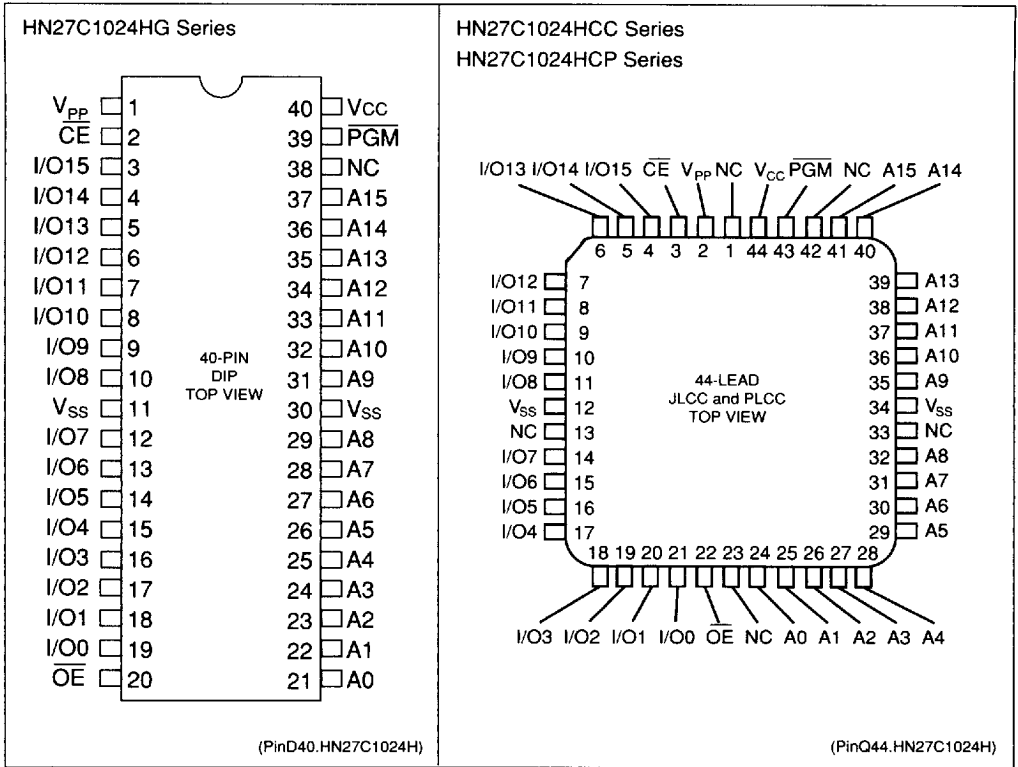 HN27C1024HG Series
VPP 1 40 VCC
CE 2 39 PGM
I/O15 3 38 NC
I/O14 4 37 A15
I/O13 5 36 A14
I/O12 6 35 A13
I/O11 7 34 A12
I/O10 8 33 A11
I/O9 9 32 A10
I/O8 10 31 A9
VSS 11 30 VSS
I/O7 12 29 A8
I/O6 13 28 A7
I/O5 14 27 A6
I/O4 15 26 A5
I/O3 16 25 A4
I/O2 17 24 A3
I/O1 18 23 A2
I/O0 19 22 A1
OE 20 21 A0
40-PIN
DIP
TOP VIEW
(PinD40.HN27C1024H)
HN27C1024HCC Series
HN27C1024HCP Series
I/O13 I/O14 I/O15 CE VPP NC VCC PGM NC A15 A14
6 5 4 3 2 1 44 43 42 41 40
I/O12 7 39 A13
I/O11 8 38 A12
I/O10 9 37 A11
I/O9 10 36 A10
I/O8 11 35 A9
VSS 12 34 VSS
NC 13 33 NC
I/O7 14 32 A8
I/O6 15 31 A7
I/O5 16 30 A6
I/O4 17 29 A5
44-LEAD
JLCC and PLCC
TOP VIEW
18 19 20 21 22 23 24 25 26 27 28
I/O3 I/O2 I/O1 I/O0 OE NC A0 A1 A2 A3 A4
(PinQ44.HN27C1024H)